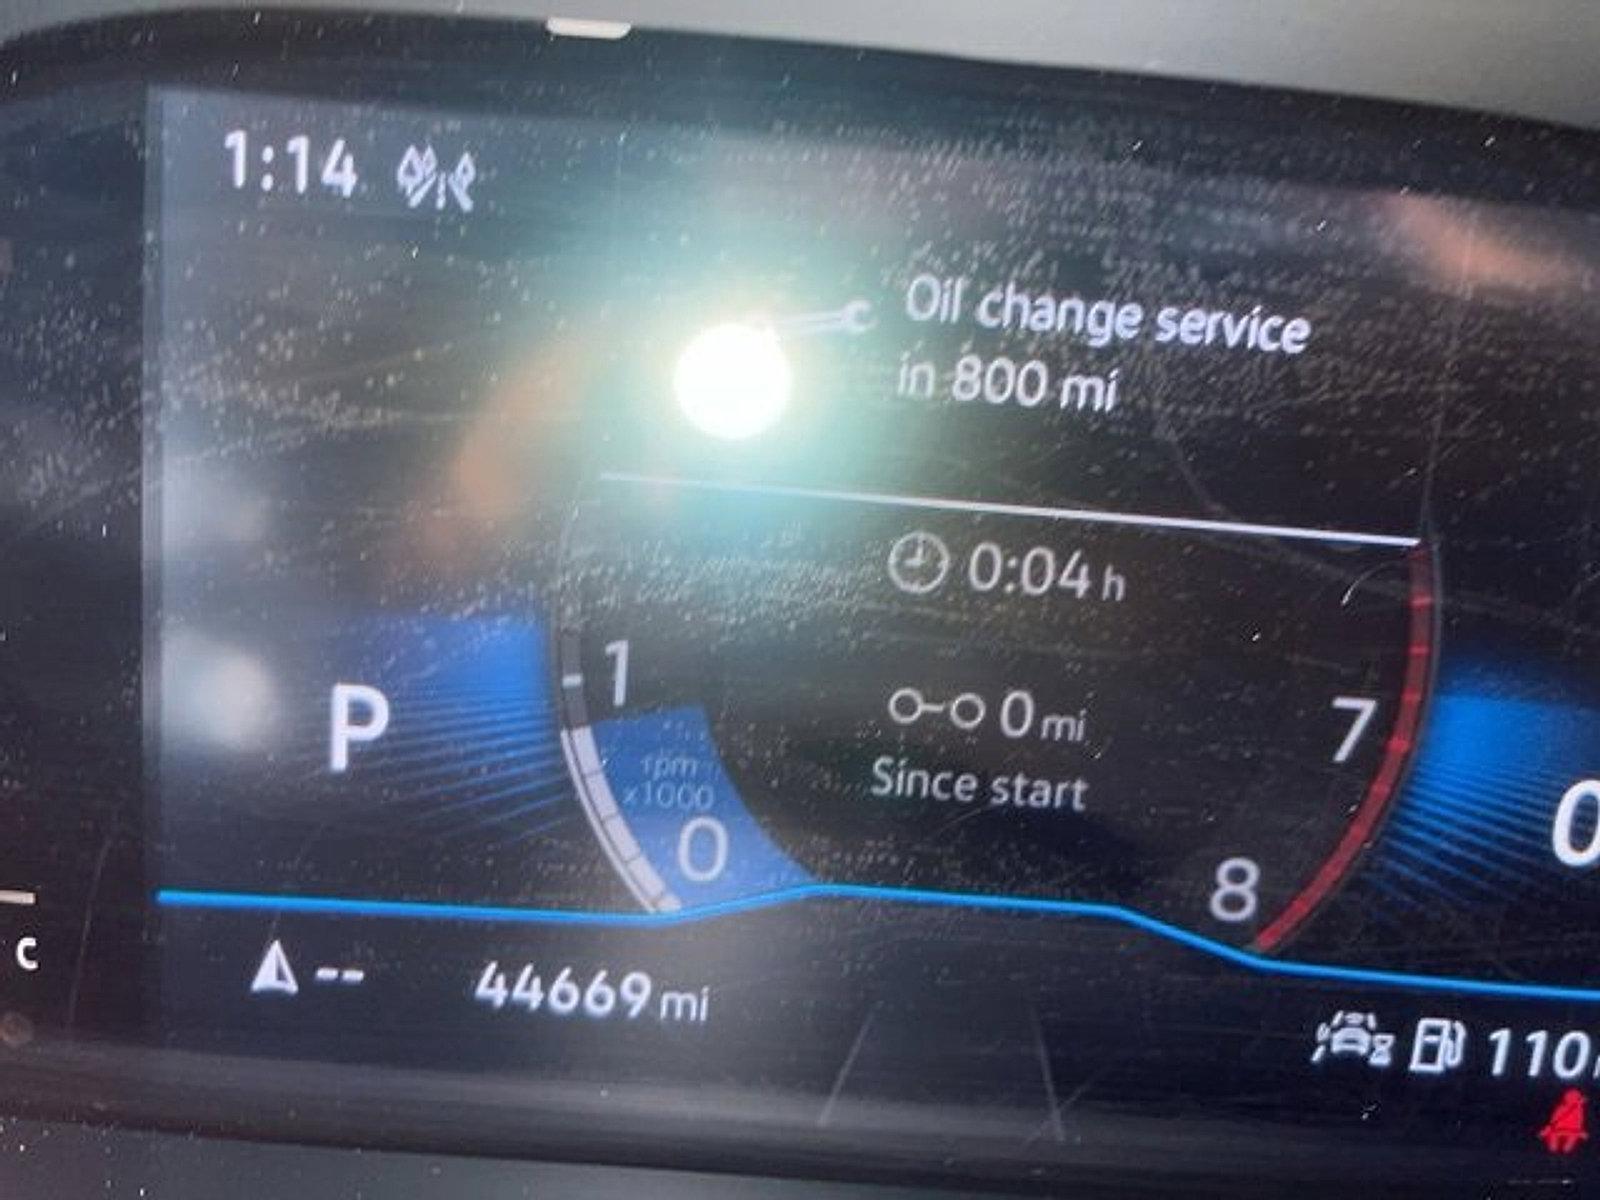 1:14
Oil change service
in 800 mi
0:04 h
1
0 mi
7
P
rpm
x1000
Since start
0
0
8
C
--
44669 mi
110